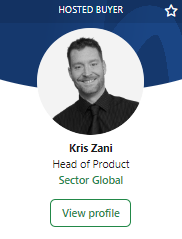 HOSTED BUYER
Kris Zani
Head of Product
Sector Global
View profile